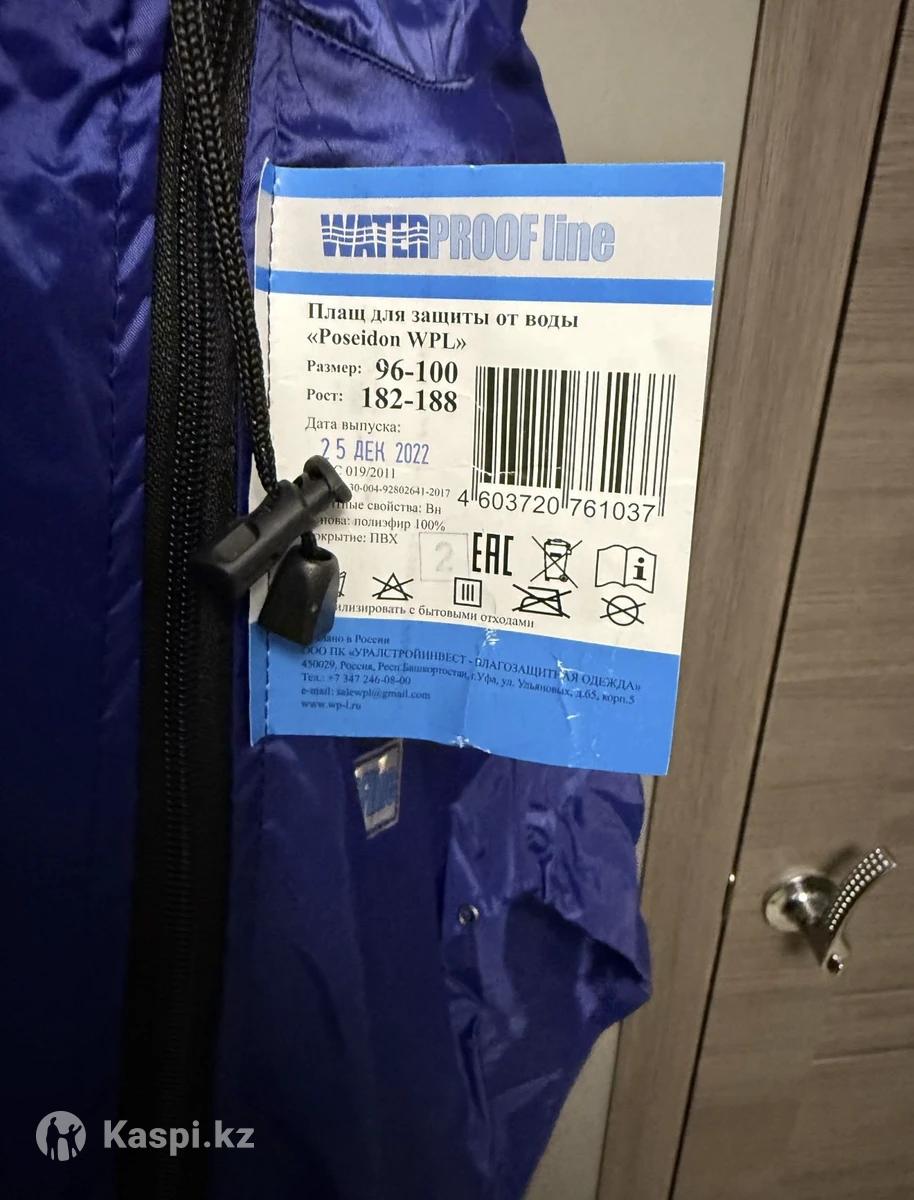 WATERPROOF line
Плащ для защиты от воды
«Poseidon WPL»
Размер: 96-100
Рост: 182-188
Дата выпуска:
25 ДЕК 2022
С 019/2011
30-004-92802641-2017
тные свойства: Вн
нова: полиэфир 100%
окрытие: ПВХ
4 603720 761037
2
EAC
илизировать с бытовыми отходами
лано в России
ООО ПК «УРАЛСТРОЙИНВЕСТ - ВЛАГОЗАЩИТНАЯ ОДЕЖДА»
450029, Россия, Респ.Башкортостан, г.Уфа, ул. Ульяновых, д.65, корп.5
Тел.: +7 347 246-08-00
e-mail: salewpl@gmail.com
www.wp-l.ru
Kaspi.kz